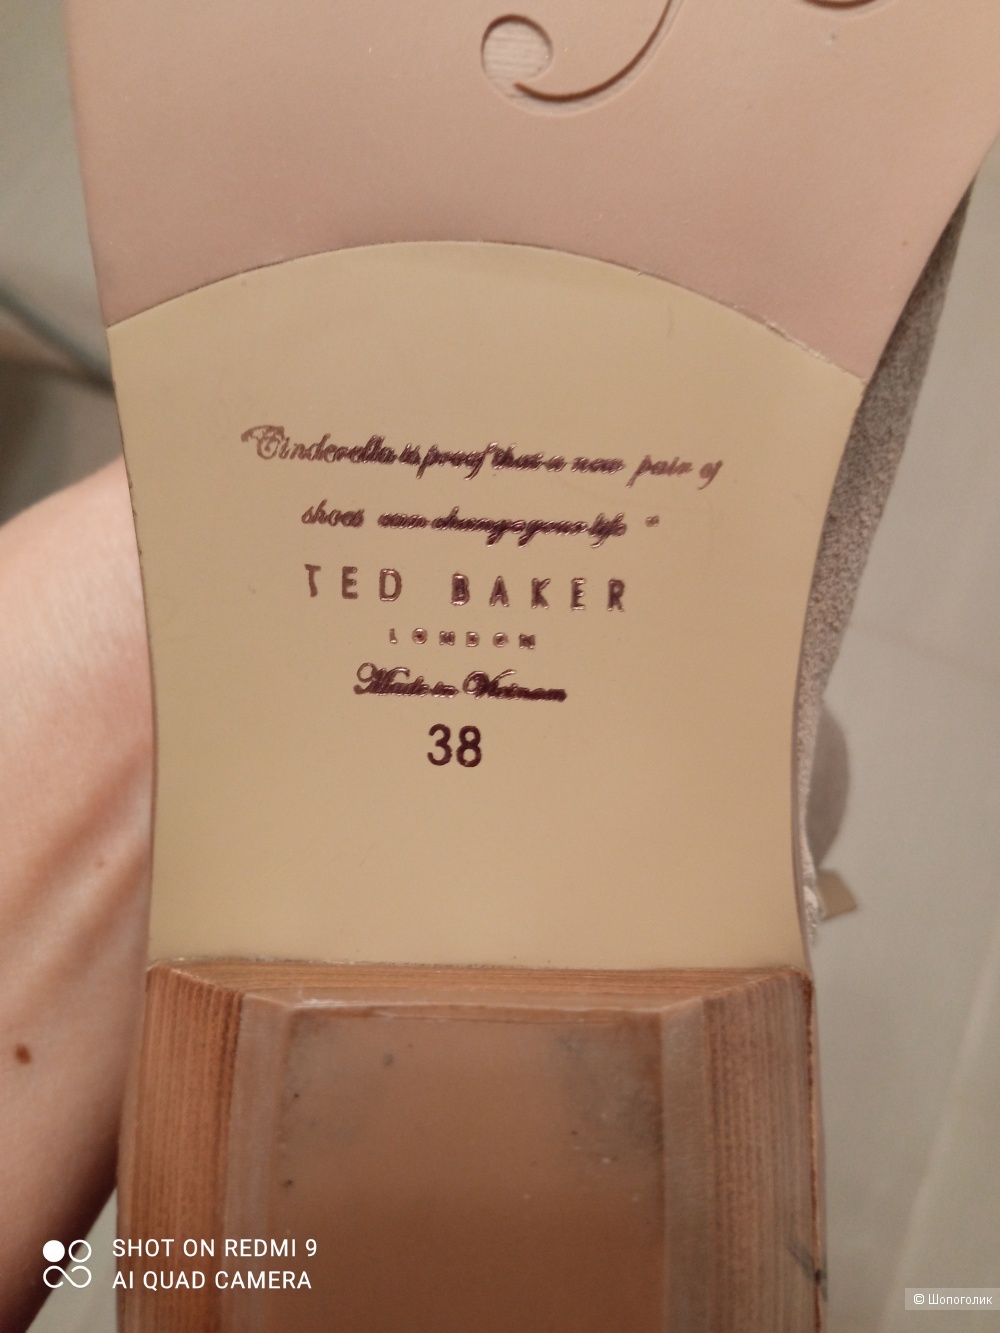 "Cinderella is proof that a new pair of
shoes can change your life "
TED BAKER
LONDON
Made in Vietnam
38
SHOT ON REDMI 9
AI QUAD CAMERA
© Шопоголик